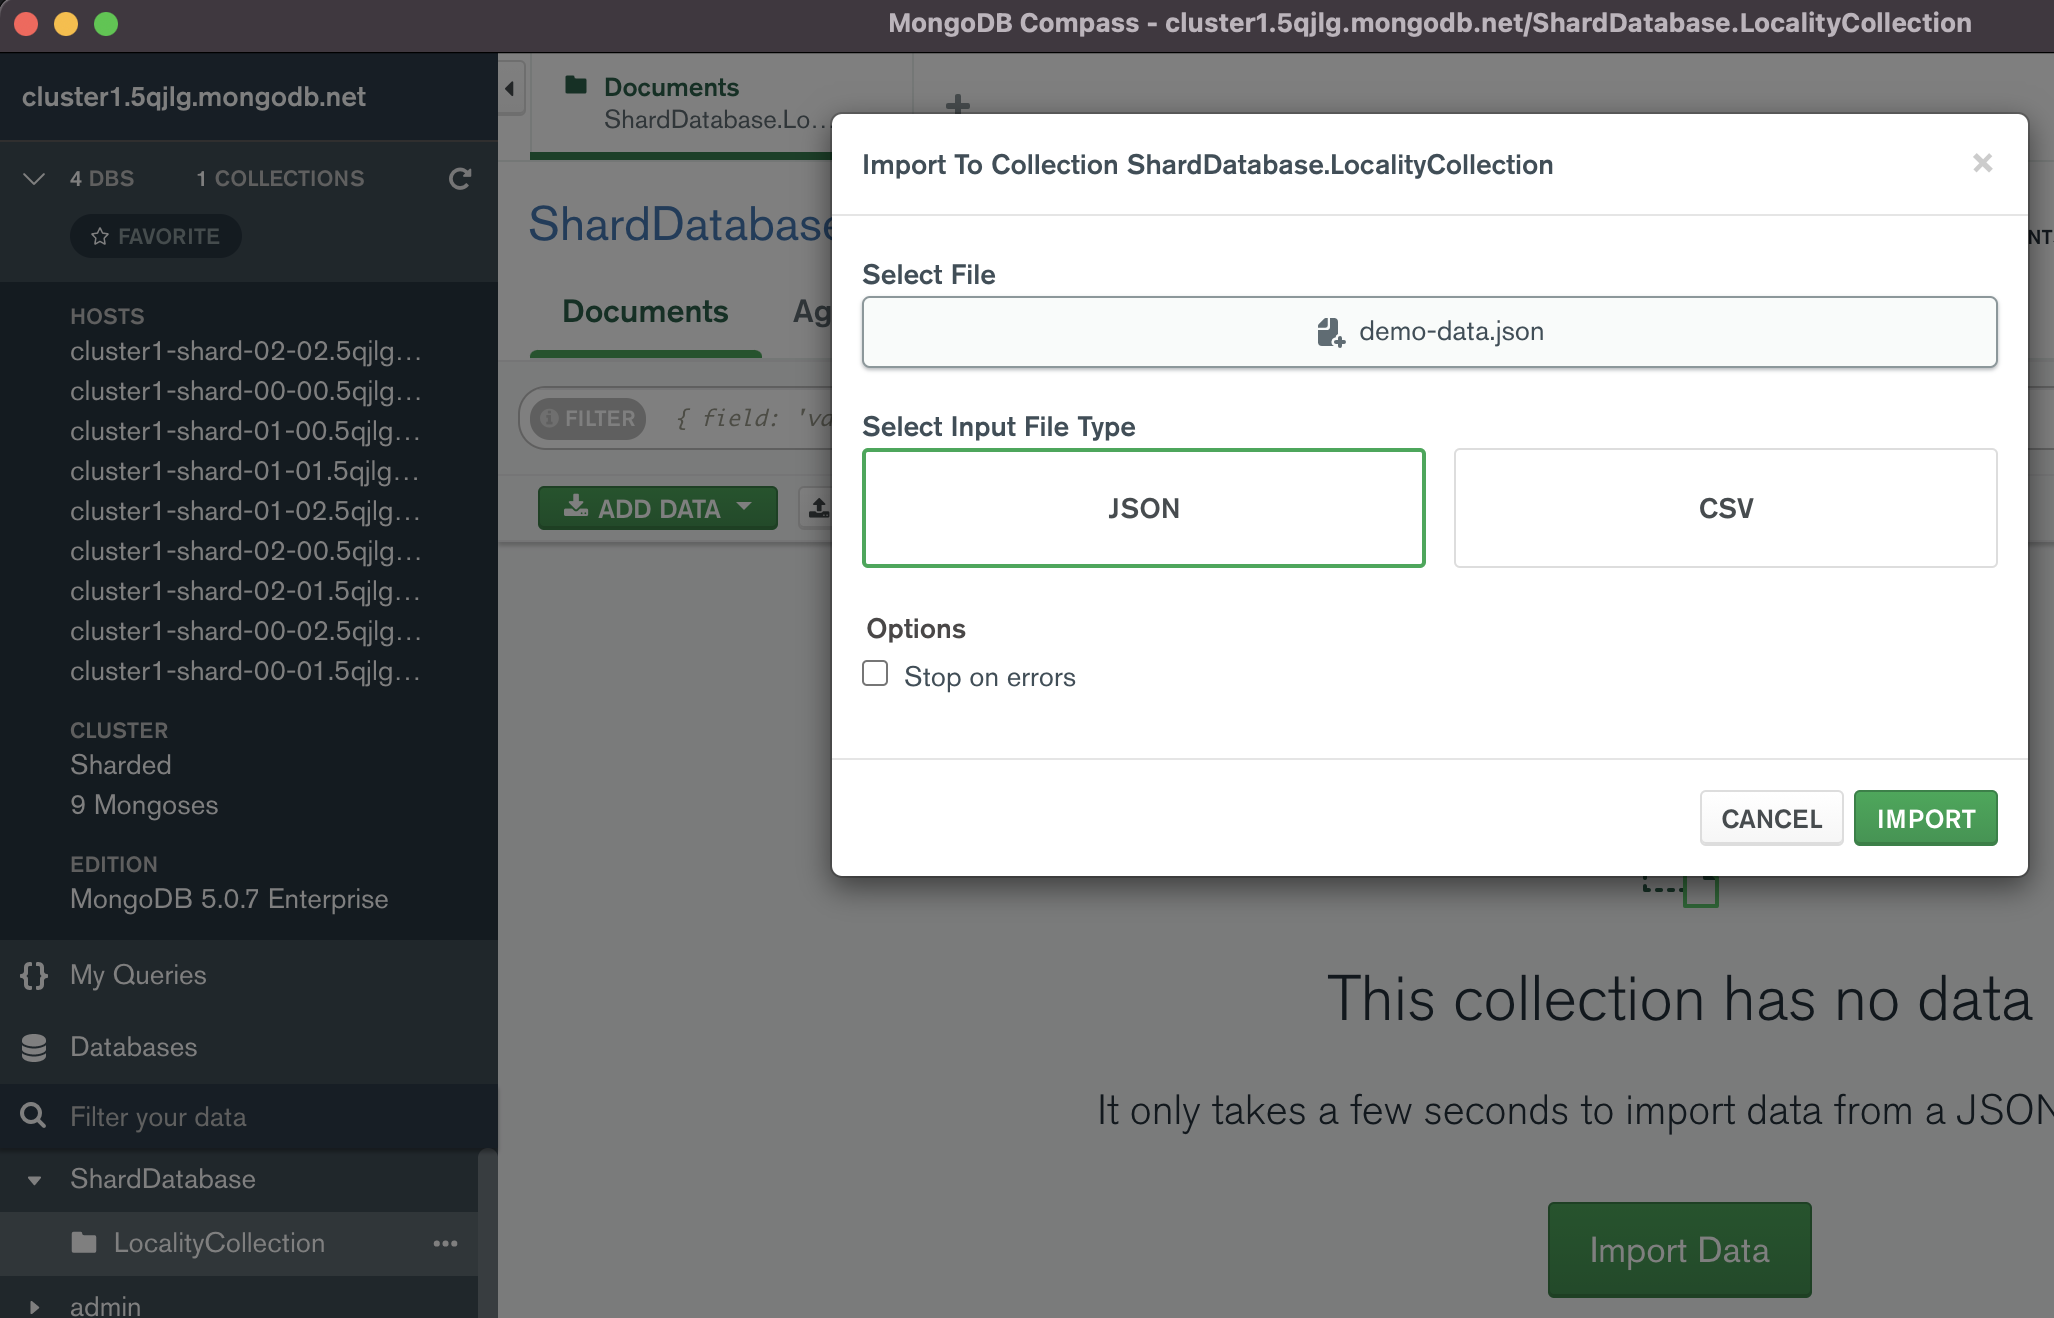 MongoDB Compass - cluster1.5qjlg.mongodb.net/ShardDatabase.LocalityCollection
cluster1.5qjlg.mongodb.net
4 DBS 1 COLLECTIONS
FAVORITE
HOSTS
cluster1-shard-02-02.5qjlg...
cluster1-shard-00-00.5qjlg...
cluster1-shard-01-00.5qjlg...
cluster1-shard-01-01.5qjlg...
cluster1-shard-01-02.5qjlg...
cluster1-shard-02-00.5qjlg...
cluster1-shard-02-01.5qjlg...
cluster1-shard-00-02.5qjlg...
cluster1-shard-00-01.5qjlg...
CLUSTER
Sharded
9 Mongoses
EDITION
MongoDB 5.0.7 Enterprise
{} My Queries
Databases
Filter your data
ShardDatabase
LocalityCollection ...
admin
Documents
ShardDatabase.Lo...
+
ShardDatabase
Documents Ag
FILTER { field: 'va
ADD DATA
NT
Import To Collection ShardDatabase.LocalityCollection
×
Select File
demo-data.json
Select Input File Type
JSON CSV
Options
Stop on errors
CANCEL IMPORT
This collection has no data
It only takes a few seconds to import data from a JSON
Import Data